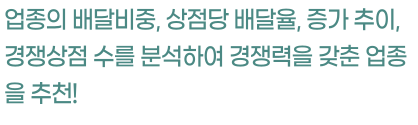 업종의 배달비중, 상점당 배달율, 증가 추이,
경쟁상점 수를 분석하여 경쟁력을 갖춘 업종
을 추천!